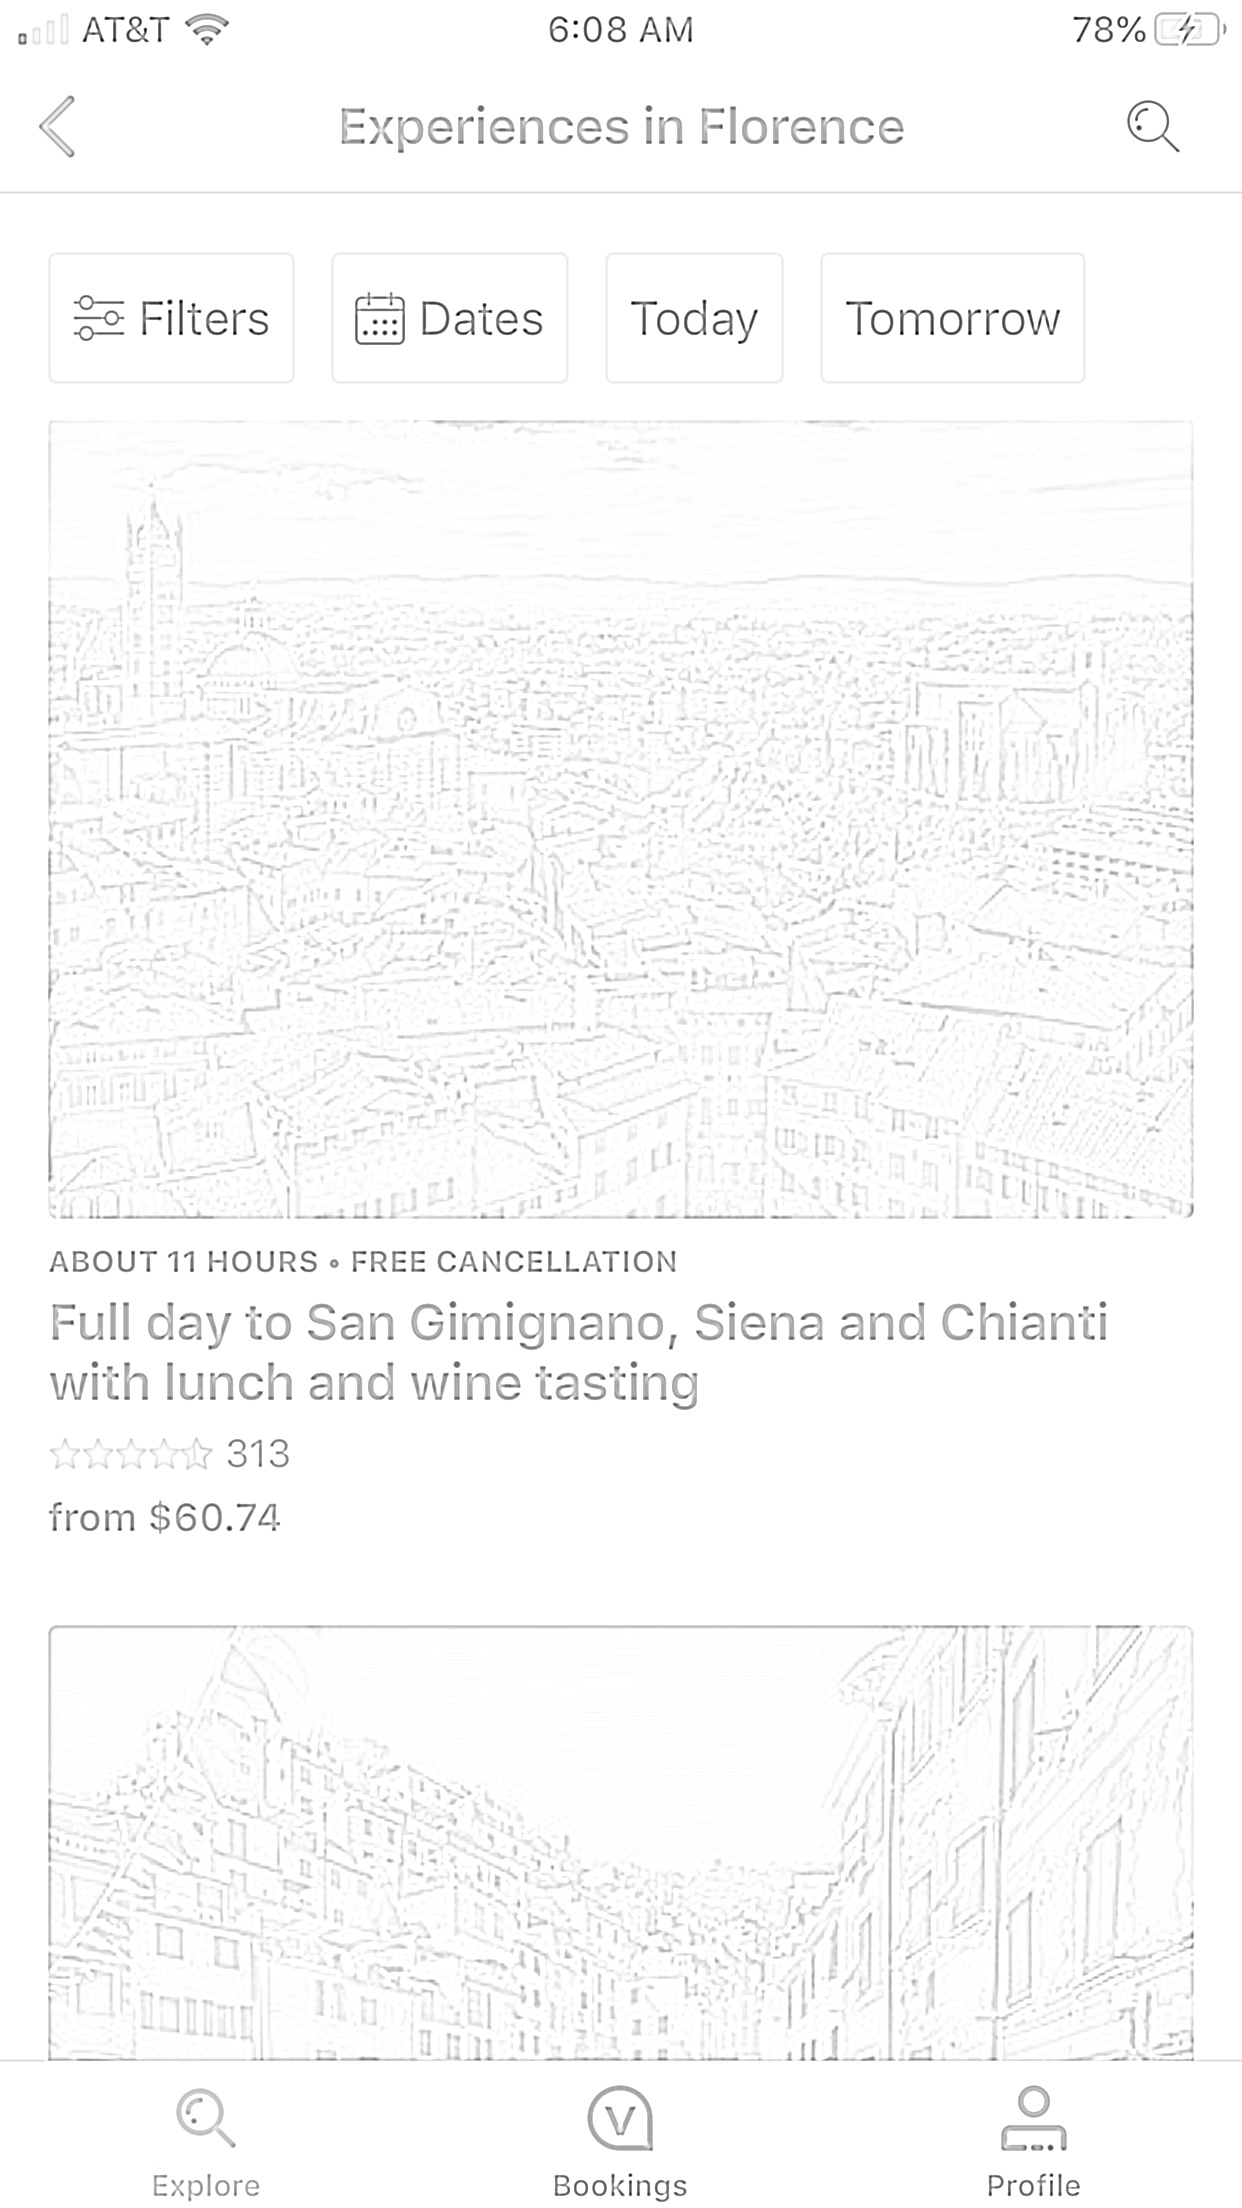 AT&T 6:08 AM 78%
Experiences in Florence
Filters Dates Today Tomorrow
ABOUT 11 HOURS • FREE CANCELLATION
Full day to San Gimignano, Siena and Chianti
with lunch and wine tasting
313
from $60.74
V
Explore Bookings Profile